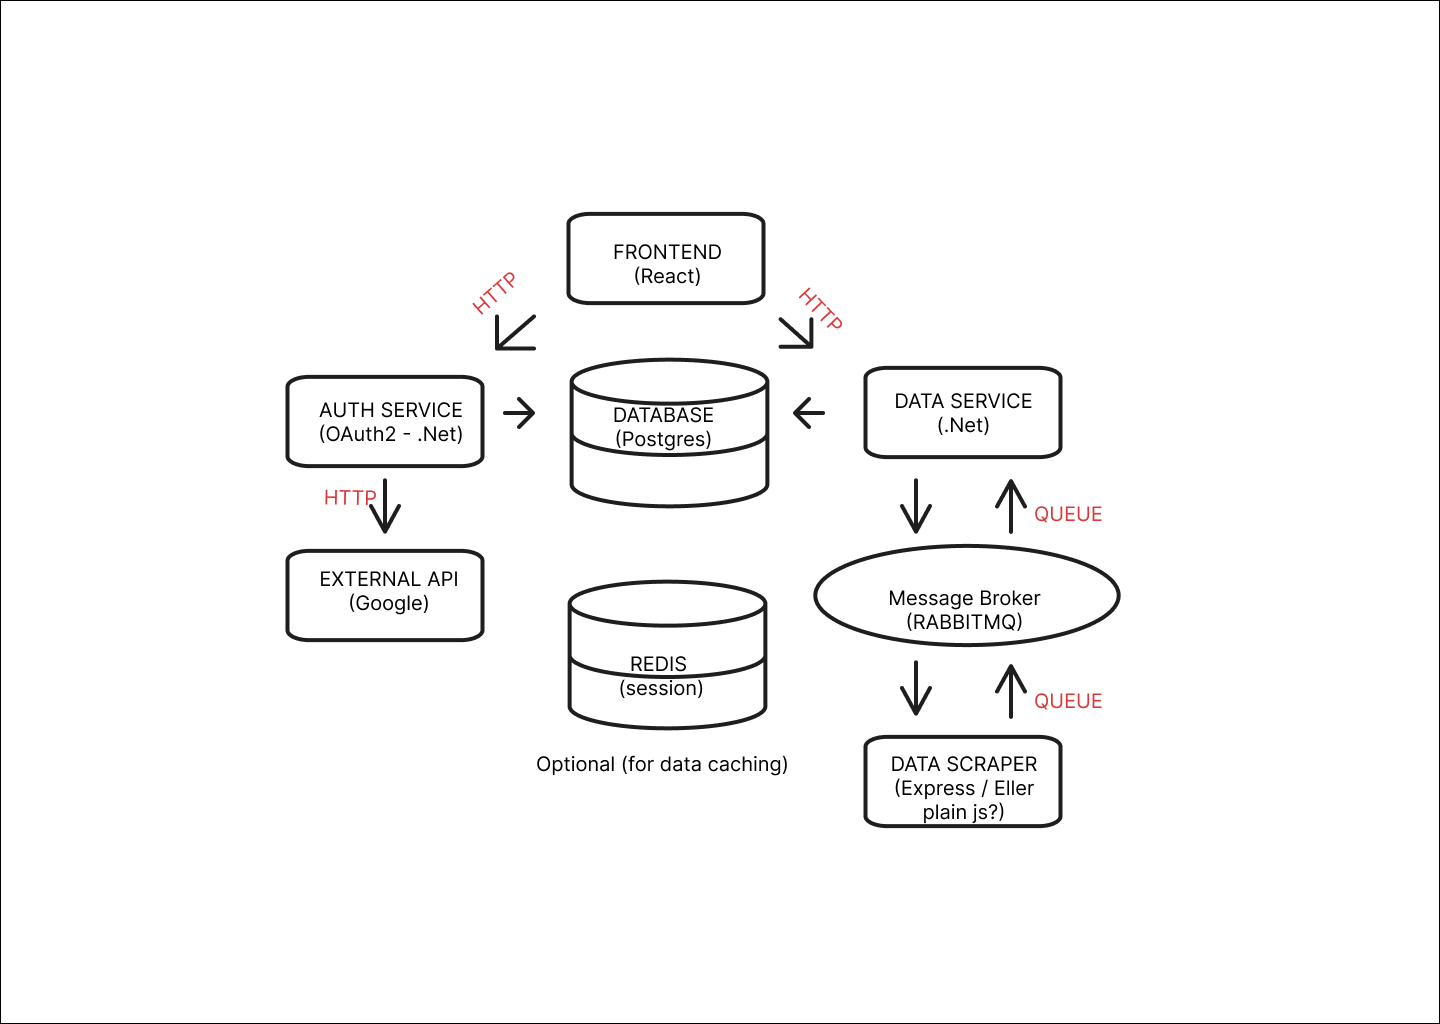 FRONTEND
(React)
HTTP
HTTP
AUTH SERVICE
(OAuth2 - .Net)
DATABASE
(Postgres)
DATA SERVICE
(.Net)
HTTP
QUEUE
EXTERNAL API
(Google)
Message Broker
(RABBITMQ)
REDIS
(session)
QUEUE
Optional (for data caching)
DATA SCRAPER
(Express / Eller
plain js?)